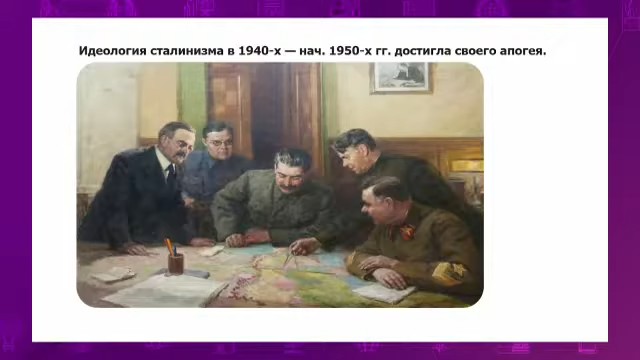 Идеология сталинизма в 1940-х — нач. 1950-х гг. достигла своего апогея.